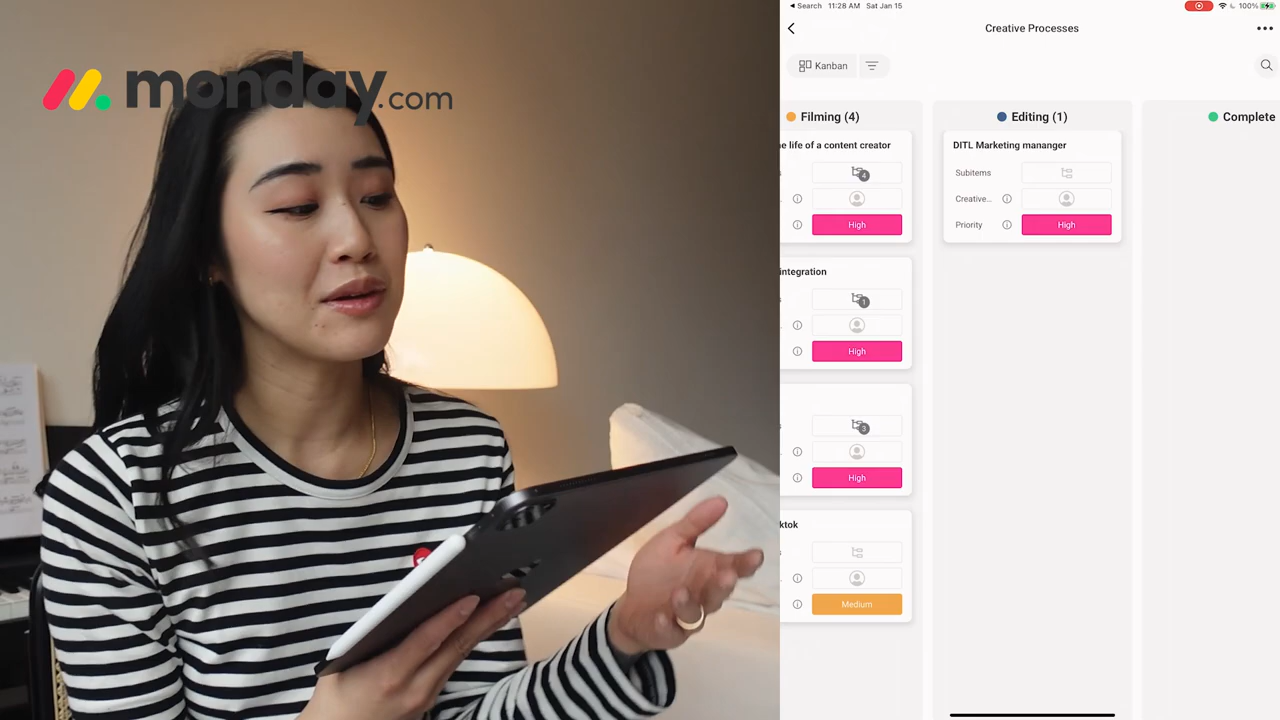 monday.com
Search 11:28 AM Sat Jan 15
100%
Creative Processes
Kanban
Filming (4)
e life of a content creator
High
integration
High
High
ktok
Medium
Editing (1)
DITL Marketing mananger
Subitems
Creative...
Priority
High
Complete